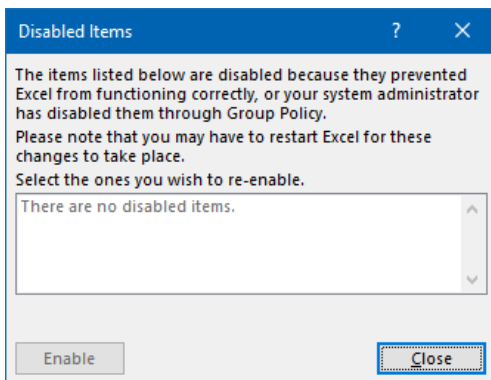 Disabled Items ?
The items listed below are disabled because they prevented
Excel from functioning correctly, or your system administrator
has disabled them through Group Policy.
Please note that you may have to restart Excel for these
changes to take place.
Select the ones you wish to re-enable.
There are no disabled items.
Enable Close